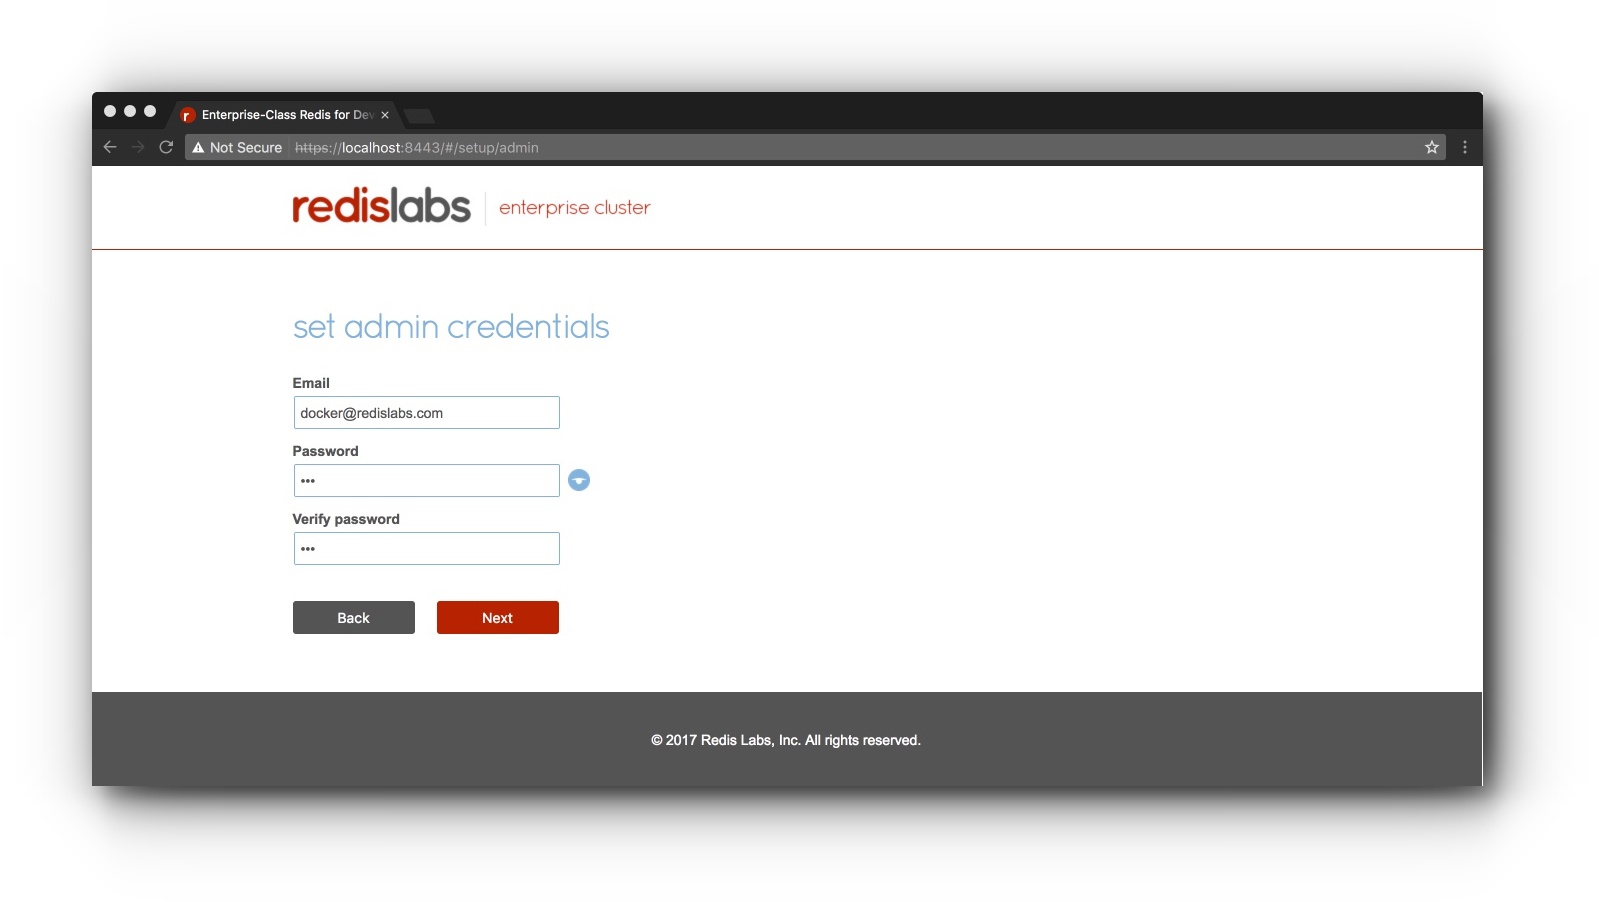 r Enterprise-Class Redis for Dev
Not Secure https://localhost:8443/#/setup/admin
redislabs enterprise cluster
set admin credentials
Email
docker@redislabs.com
Password
•••
Verify password
•••
Back Next
© 2017 Redis Labs, Inc. All rights reserved.